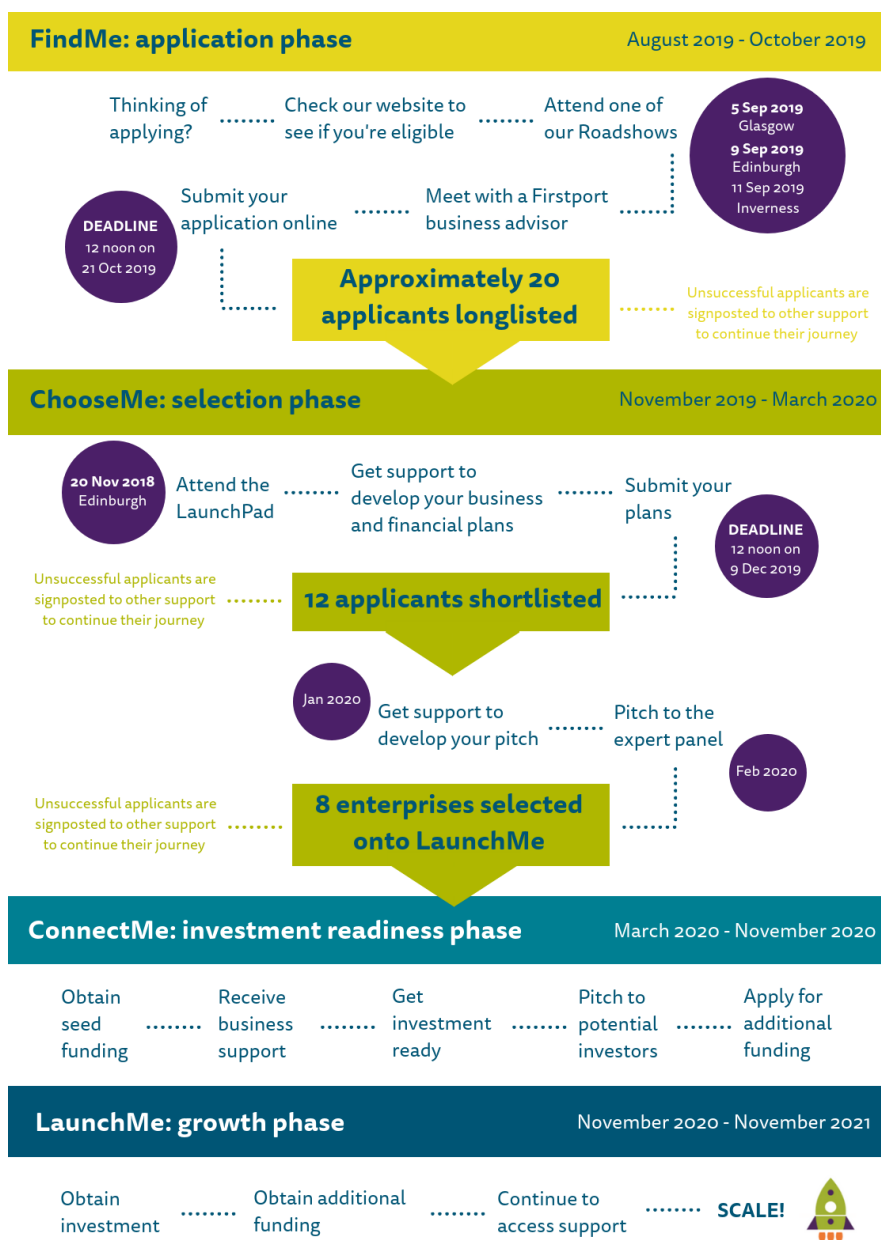 FindMe: application phase
August 2019 - October 2019
Thinking of
applying?
Check our website to
see if you're eligible
Attend one of
our Roadshows
5 Sep 2019
Glasgow
9 Sep 2019
Edinburgh
11 Sep 2019
Inverness
Meet with a Firstport
business advisor
Submit your
application online
DEADLINE
12 noon on
21 Oct 2019
Approximately 20
applicants longlisted
Unsuccessful applicants are
signposted to other support
to continue their journey
ChooseMe: selection phase
November 2019 - March 2020
20 Nov 2018
Edinburgh
Attend the
LaunchPad
Get support to
develop your business
and financial plans
Submit your
plans
DEADLINE
12 noon on
9 Dec 2019
12 applicants shortlisted
Unsuccessful applicants are
signposted to other support
to continue their journey
Jan 2020
Get support to
develop your pitch
Pitch to the
expert panel
Feb 2020
8 enterprises selected
onto LaunchMe
Unsuccessful applicants are
signposted to other support
to continue their journey
ConnectMe: investment readiness phase
March 2020 - November 2020
Obtain
seed
funding
Receive
business
support
Get
investment
ready
Pitch to
potential
investors
Apply for
additional
funding
LaunchMe: growth phase
November 2020 - November 2021
Obtain
investment
Obtain additional
funding
Continue to
access support
SCALE!